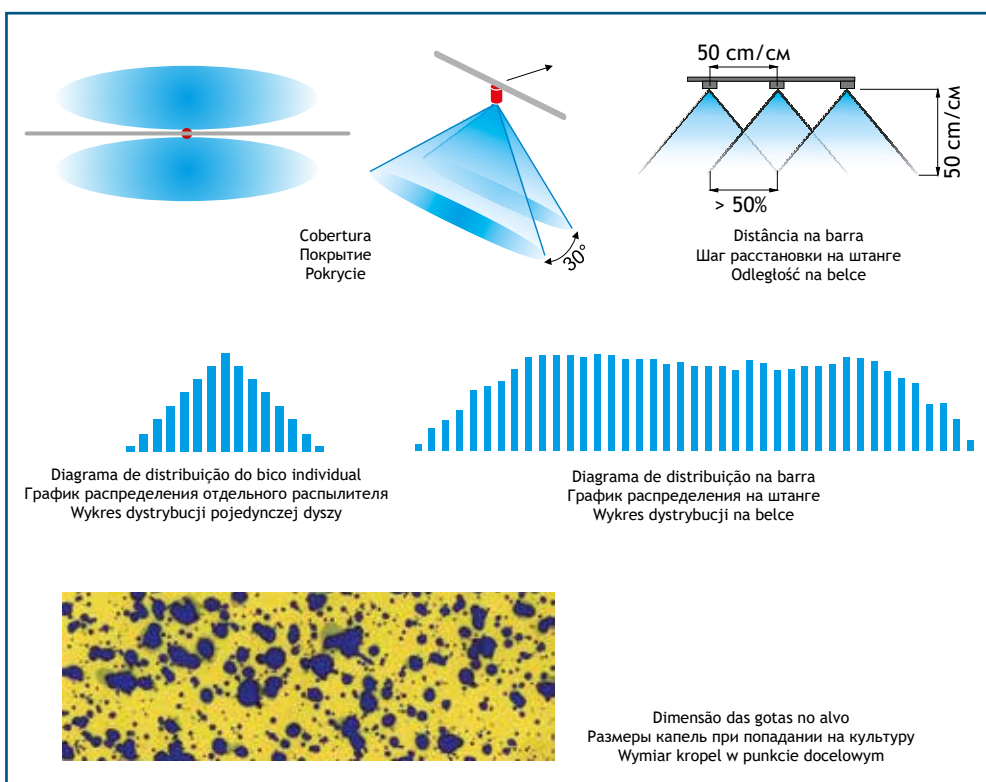 50 cm/см
50 cm/см
> 50%
30°
Cobertura
Покрытие
Pokrycie
Distância na barra
Шаг расстановки на штанге
Odległość na belce
Diagrama de distribuição do bico individual
График распределения отдельного распылителя
Wykres dystrybucji pojedynczej dyszy
Diagrama de distribuição na barra
График распределения на штанге
Wykres dystrybucji na belce
Dimensão das gotas no alvo
Размеры капель при попадании на культуру
Wymiar kropel w punkcie docelowym